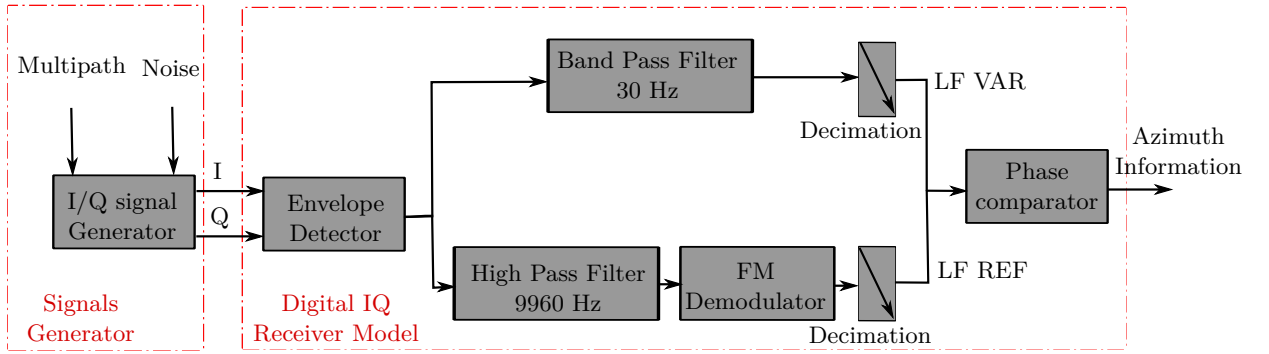 Multipath
Noise
I/Q signal
Generator
I
Q
Signals
Generator
Envelope
Detector
Digital IQ
Receiver Model
Band Pass Filter
30 Hz
Decimation
LF VAR
High Pass Filter
9960 Hz
FM
Demodulator
Decimation
LF REF
Phase
comparator
Azimuth
Information